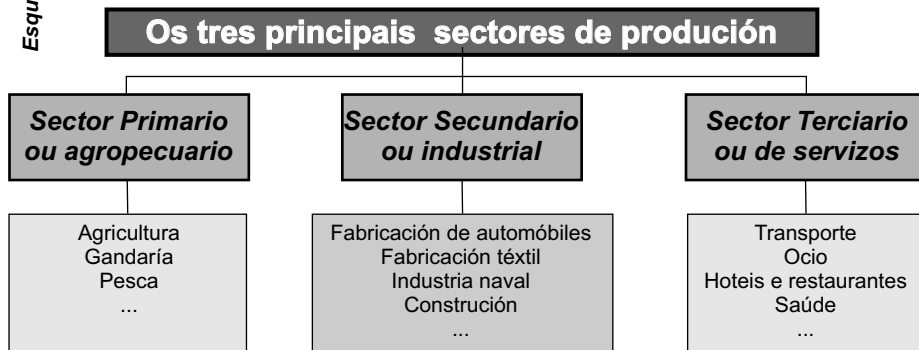 Esqu
Os tres principais sectores de produción
Sector Primario
ou agropecuario
Sector Secundario
ou industrial
Sector Terciario
ou de servizos
Agricultura
Gandaría
Pesca
...
Fabricación de automóbiles
Fabricación téxtil
Industria naval
Construción
...
Transporte
Ocio
Hoteis e restaurantes
Saúde
...